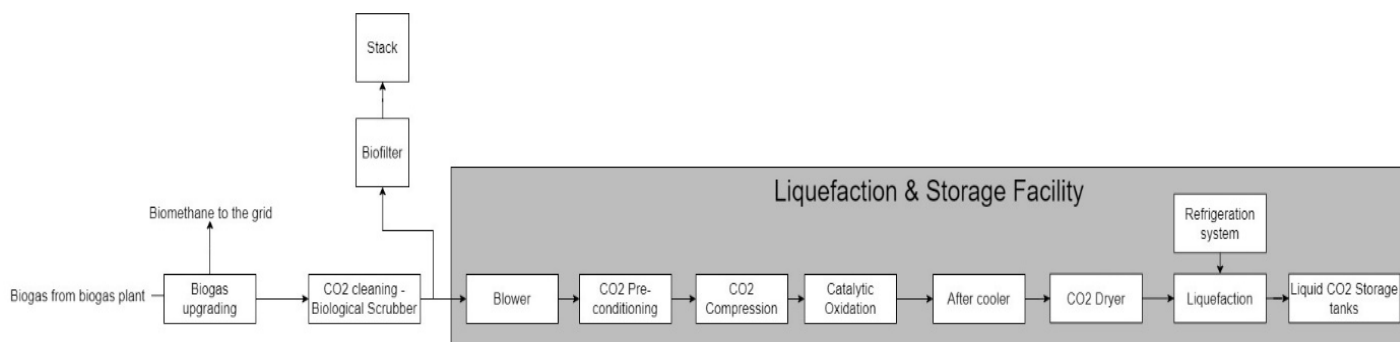 Stack
Biofilter
Liquefaction & Storage Facility
Biomethane to the grid
Refrigeration
system
Biogas from biogas plant
Biogas
upgrading
CO2 cleaning -
Biological Scrubber
Blower
CO2 Pre-
conditioning
CO2
Compression
Catalytic
Oxidation
After cooler
CO2 Dryer
Liquefaction
Liquid CO2 Storage
tanks